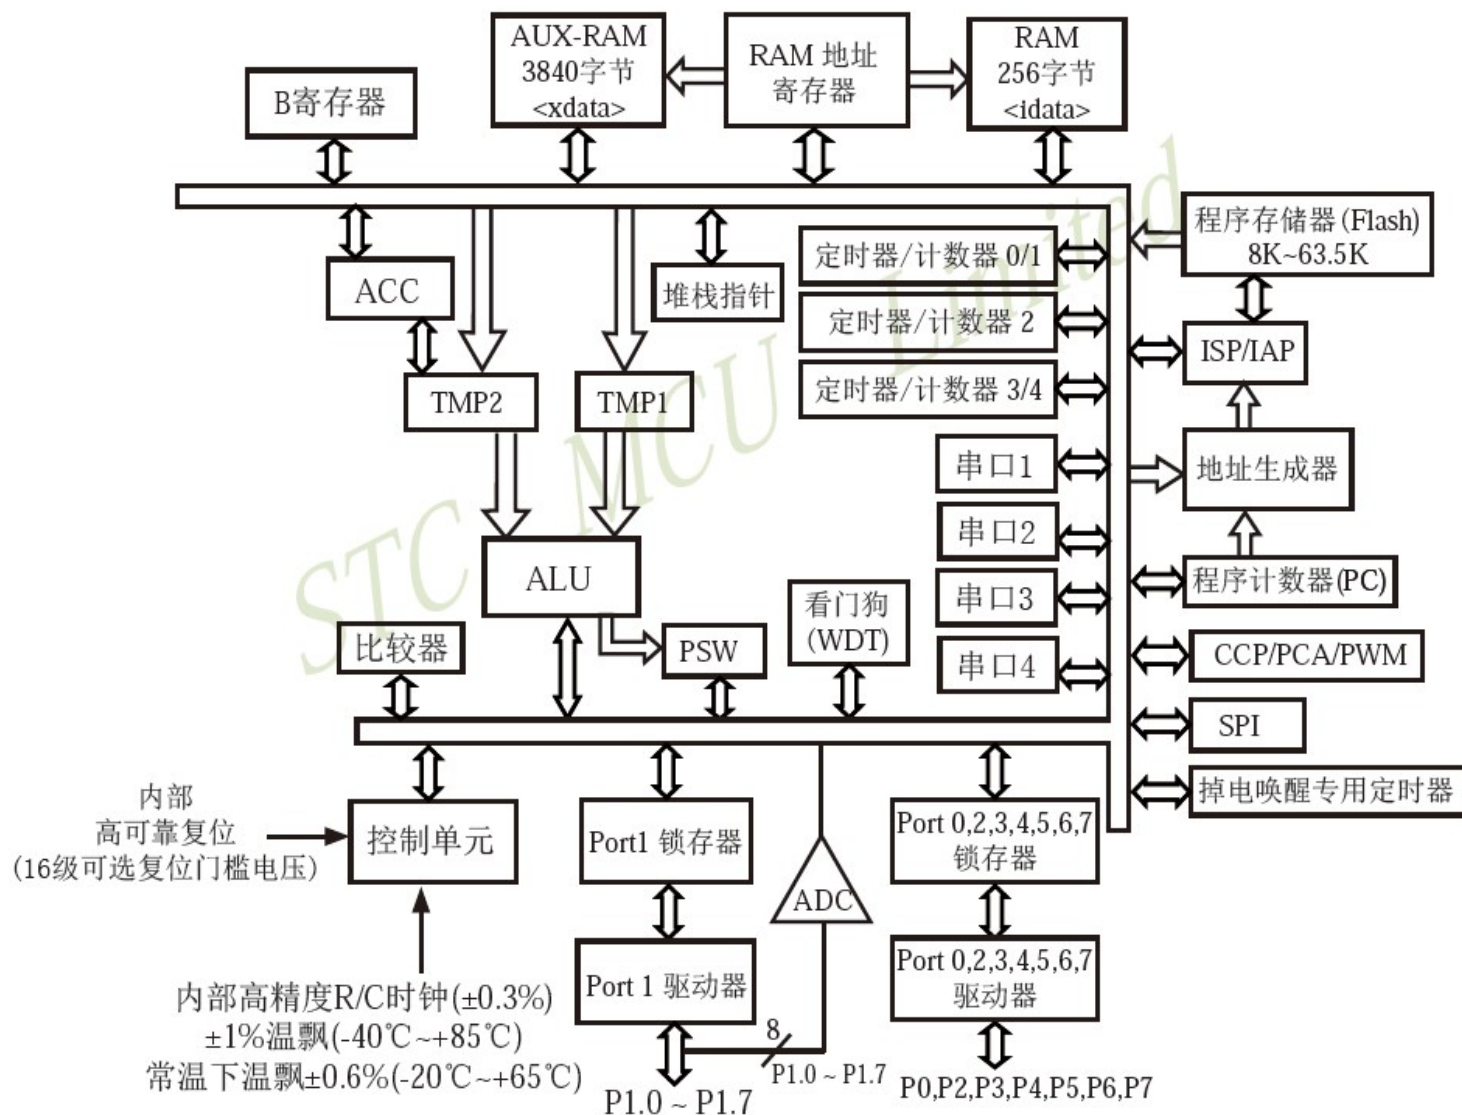 AUX-RAM
3840字节
<xdata>
RAM 地址
寄存器
RAM
256字节
<idata>
B寄存器
ACC
堆栈指针
定时器/计数器 0/1
定时器/计数器 2
定时器/计数器 3/4
程序存储器(Flash)
8K~63.5K
ISP/IAP
TMP2
TMP1
串口1
地址生成器
串口2
ALU
串口3
程序计数器(PC)
看门狗
(WDT)
比较器
PSW
串口4
CCP/PCA/PWM
SPI
掉电唤醒专用定时器
内部
高可靠复位
(16级可选复位门槛电压)
控制单元
Port1 锁存器
ADC
Port 0,2,3,4,5,6,7
锁存器
Port 1 驱动器
Port 0,2,3,4,5,6,7
驱动器
内部高精度R/C时钟(±0.3%)
±1%温飘(-40℃~+85℃)
常温下温飘±0.6%(-20℃~+65℃)
8
P1.0 ~ P1.7
P1.0 ~ P1.7
P0,P2,P3,P4,P5,P6,P7
STC MCU Limited